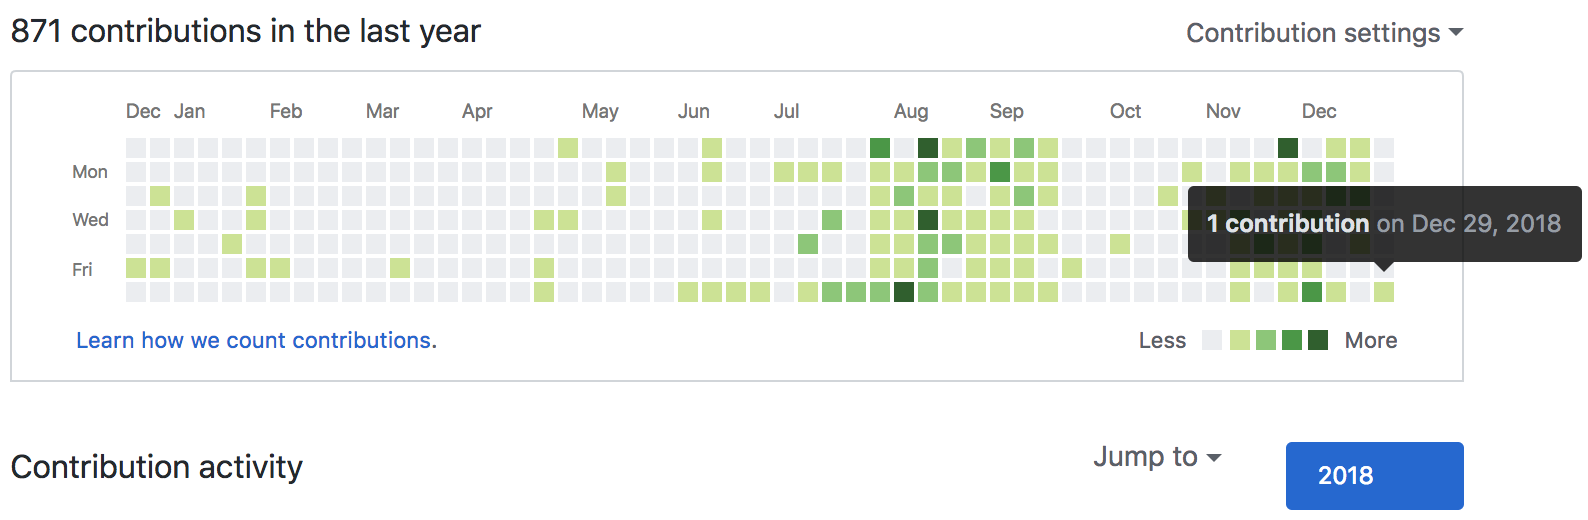 871 contributions in the last year
Contribution settings
Dec Jan Feb Mar Apr May Jun Jul Aug Sep Oct Nov Dec
Mon
Wed
1 contribution on Dec 29, 2018
Fri
Learn how we count contributions.
Less More
Contribution activity
Jump to
2018